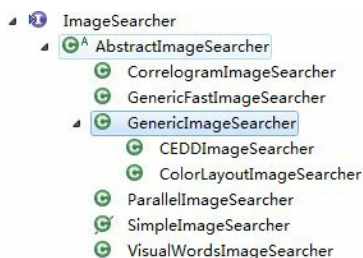 ImageSearcher
AbstractImageSearcher
CorrelogramImageSearcher
GenericFastImageSearcher
GenericImageSearcher
CEDDImageSearcher
ColorLayoutImageSearcher
ParallelImageSearcher
SimpleImageSearcher
VisualWordsImageSearcher